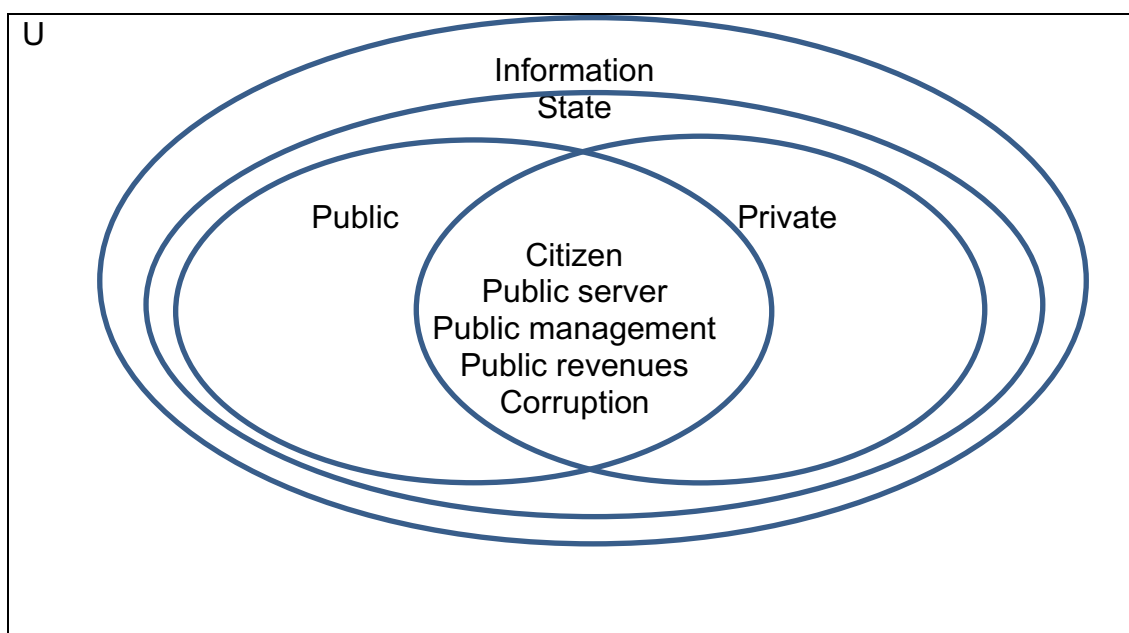 U
Information
State
Public
Private
Citizen
Public server
Public management
Public revenues
Corruption